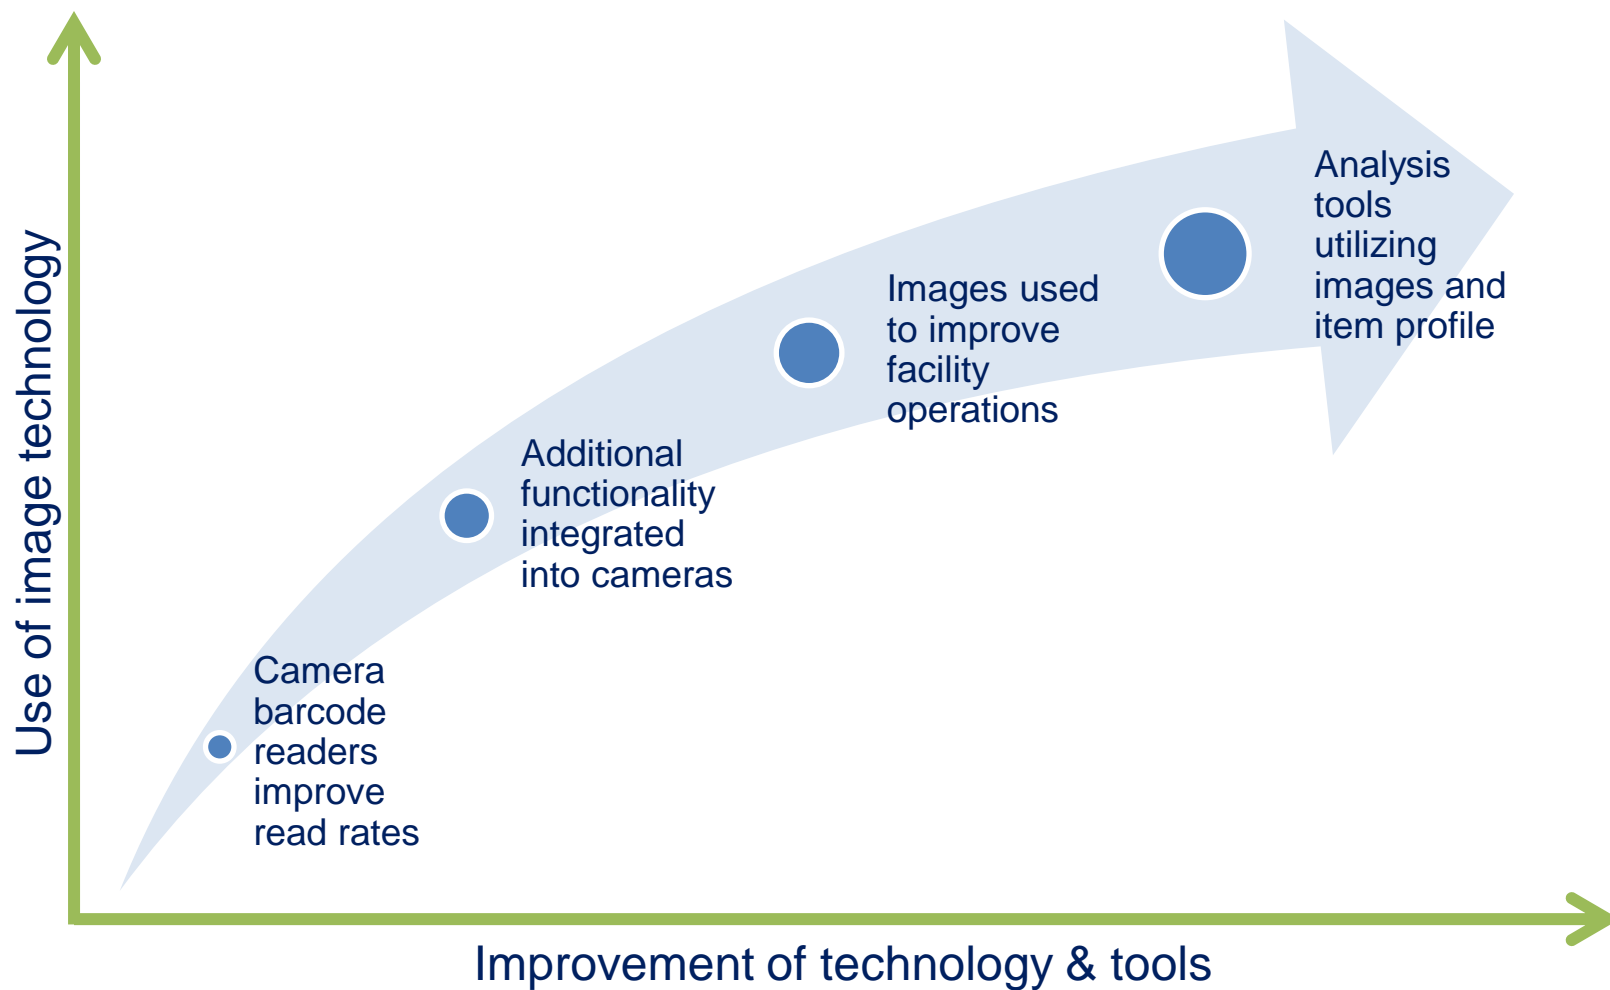 Use of image technology
Analysis
tools
utilizing
images and
item profile
Images used
to improve
facility
operations
Additional
functionality
integrated
into cameras
Camera
barcode
readers
improve
read rates
Improvement of technology & tools